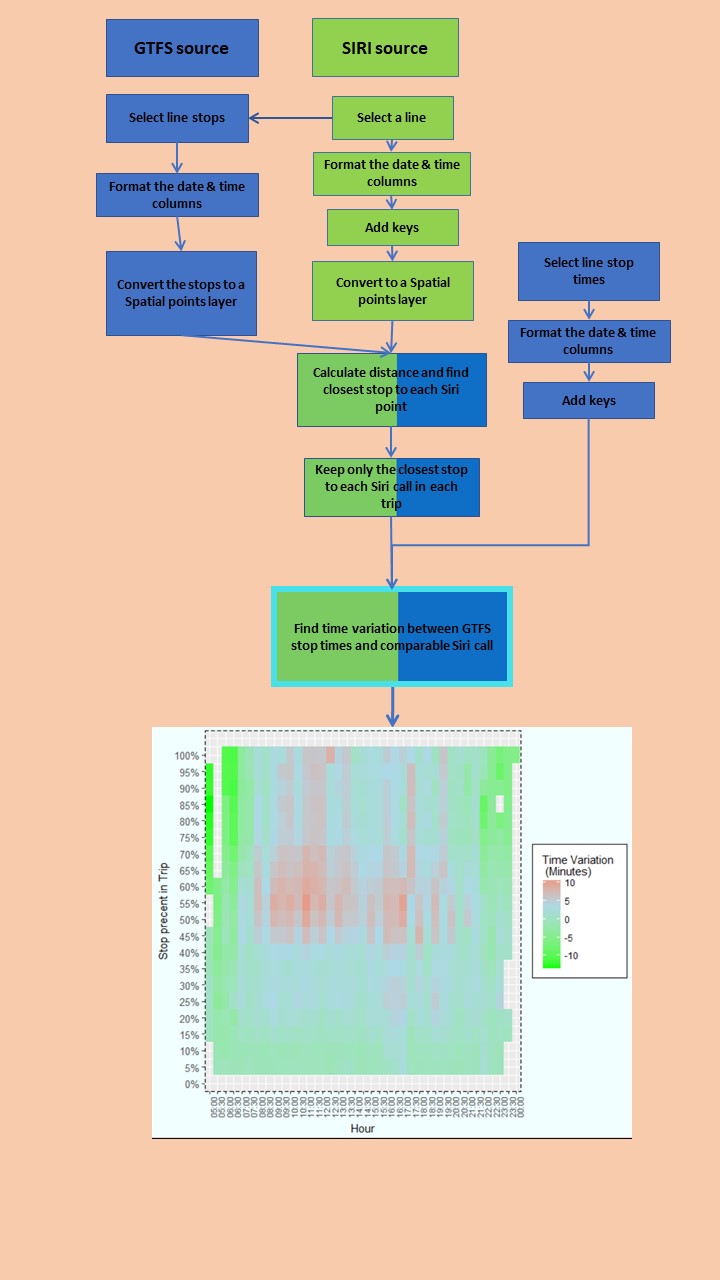 GTFS source
SIRI source
Select line stops
Select a line
Format the date & time
columns
Format the date & time
columns
Add keys
Convert the stops to a
Spatial points layer
Convert to a Spatial
points layer
Select line stop
times
Format the date & time
columns
Add keys
Calculate distance and find
closest stop to each Siri
point
Keep only the closest stop
to each Siri call in each
trip
Find time variation between GTFS
stop times and comparable Siri call
100%
95%
90%
85%
80%
75%
70%
65%
60%
55%
50%
45%
40%
35%
30%
25%
20%
15%
10%
5%
0%
Stop precent in Trip
05:00
05:30
06:00
06:30
07:00
07:30
08:00
08:30
09:00
09:30
10:00
10:30
11:00
11:30
12:00
12:30
13:00
13:30
14:00
14:30
15:00
15:30
16:00
16:30
17:00
17:30
18:00
18:30
19:00
19:30
20:00
20:30
21:00
21:30
22:00
22:30
23:00
23:30
00:00
Hour
Time Variation
(Minutes)
10
5
0
-5
-10